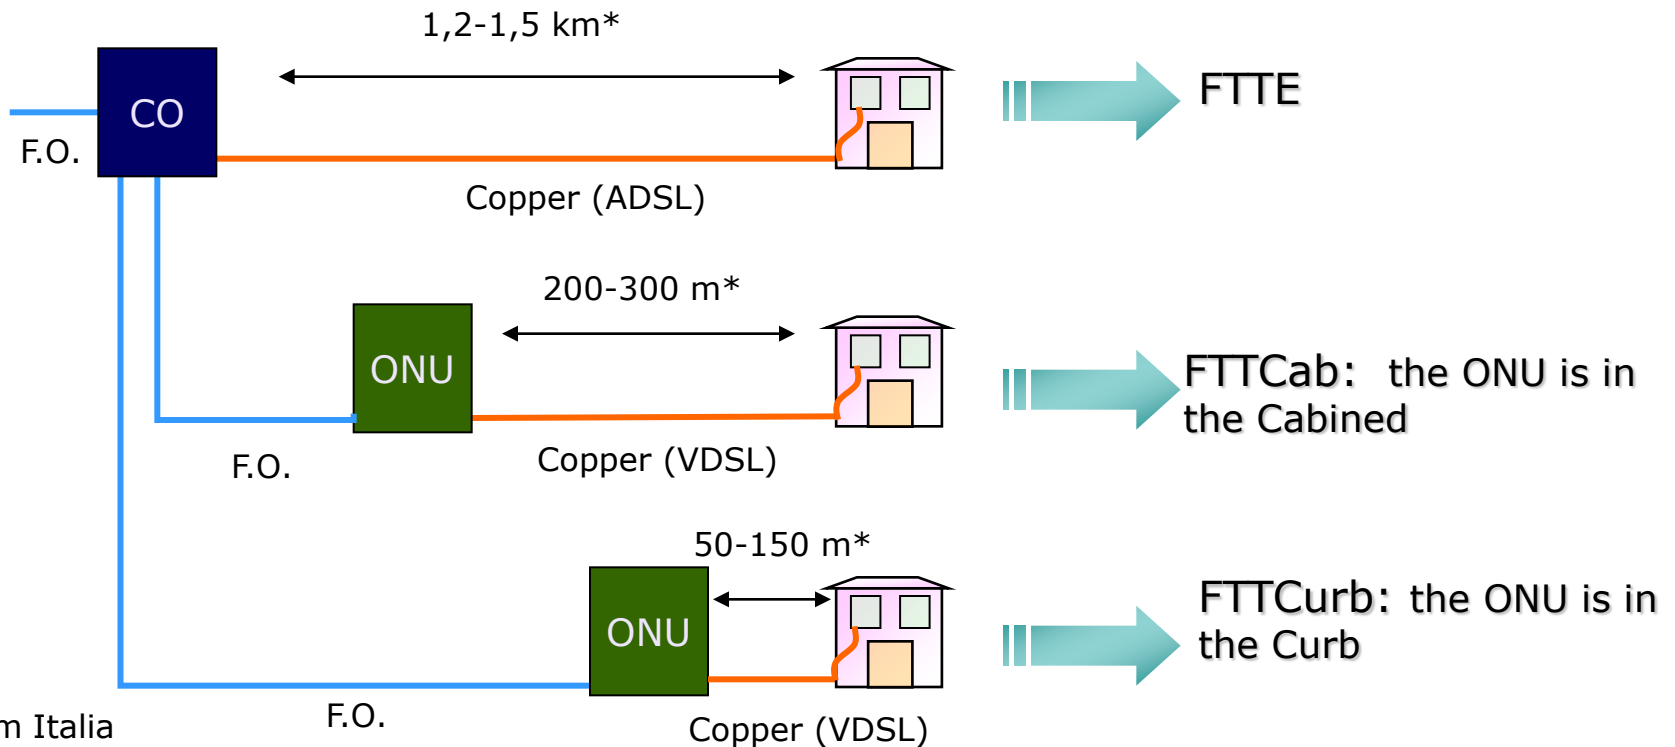 1,2-1,5 km*
CO
F.O.
Copper (ADSL)
FTTE
200-300 m*
ONU
F.O.
Copper (VDSL)
FTTCab: the ONU is in
the Cabined
50-150 m*
ONU
F.O.
Copper (VDSL)
FTTCurb: the ONU is in
the Curb
m Italia